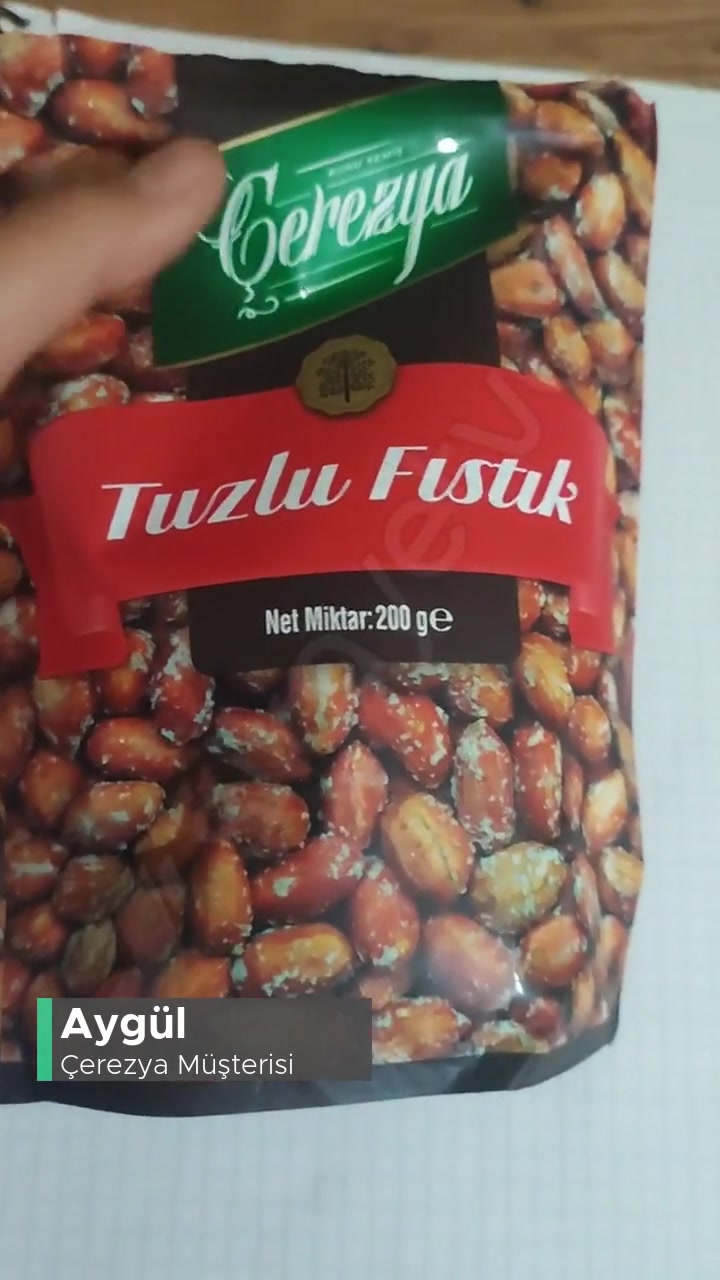 Çerezya
Tuzlu Fıstık
Net Miktar: 200 g℮
Aygül
Çerezya Müşterisi